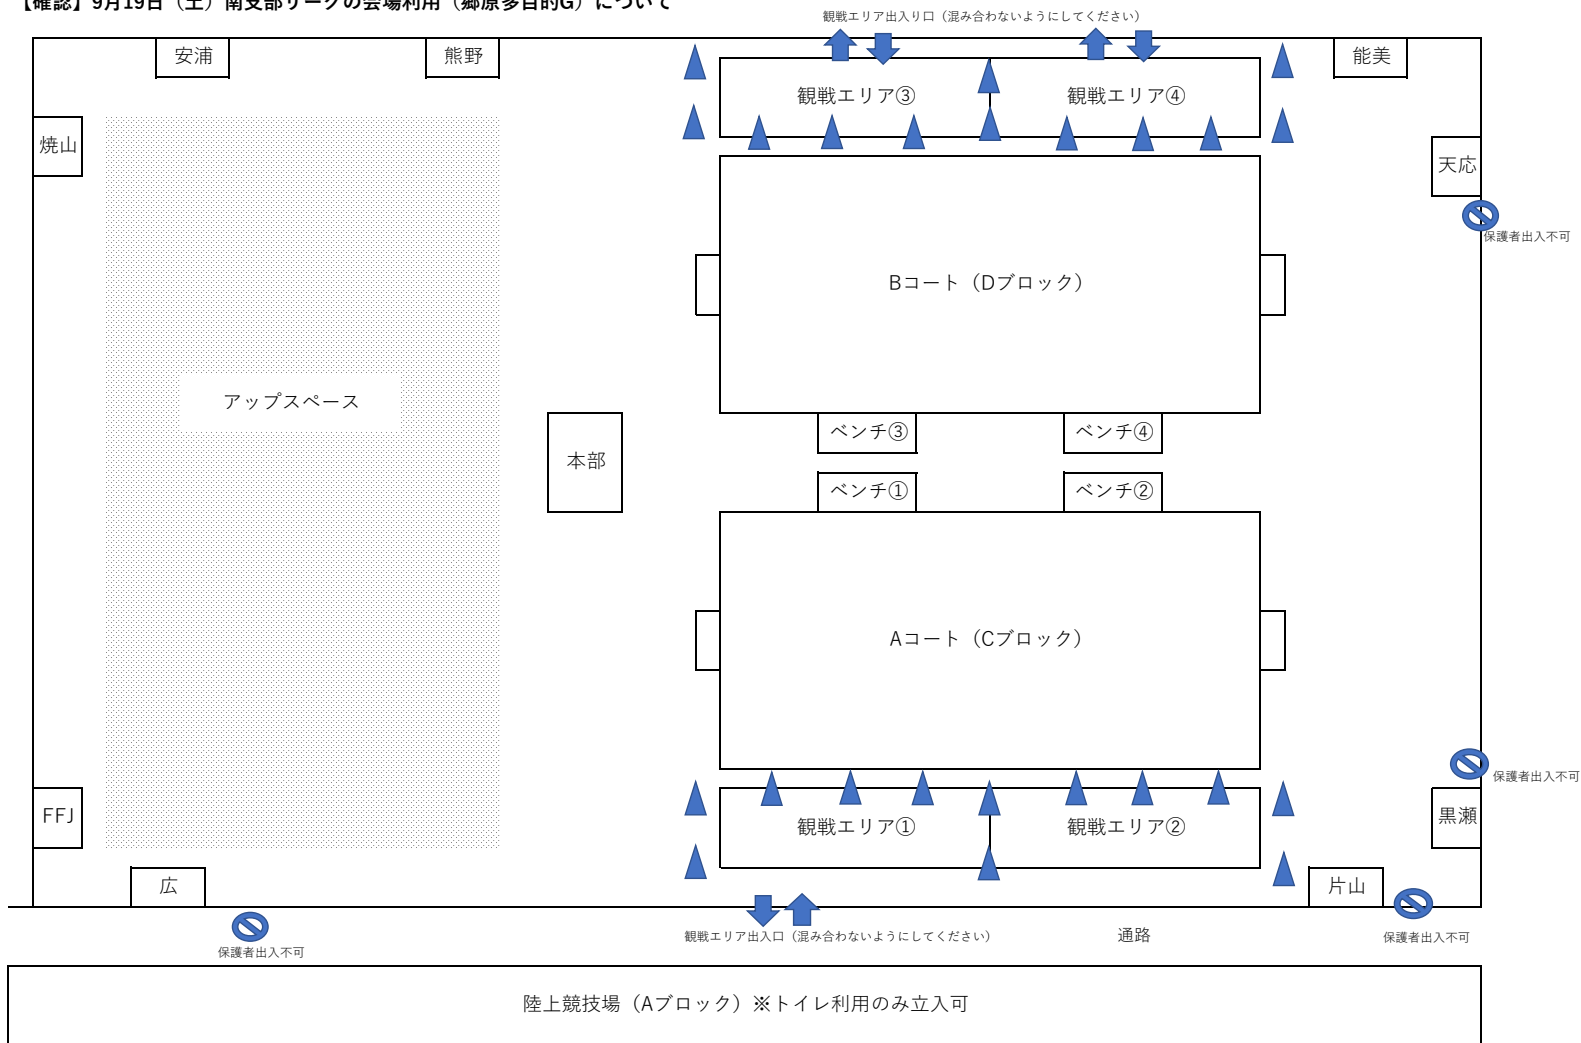 【確認】9月19日（土）南支部リーグの会場利用（郷原多目的G）について
観戦エリア出入り口（混み合わないようにしてください）
安浦
熊野
能美
観戦エリア③
観戦エリア④
焼山
天応
保護者出入不可
Bコート（Dブロック）
アップスペース
ベンチ③
ベンチ④
本部
ベンチ①
ベンチ②
Aコート（Cブロック）
保護者出入不可
FFJ
黒瀬
観戦エリア①
観戦エリア②
広
片山
保護者出入不可
観戦エリア出入口（混み合わないようにしてください）
通路
保護者出入不可
陸上競技場（Aブロック）※トイレ利用のみ立入可